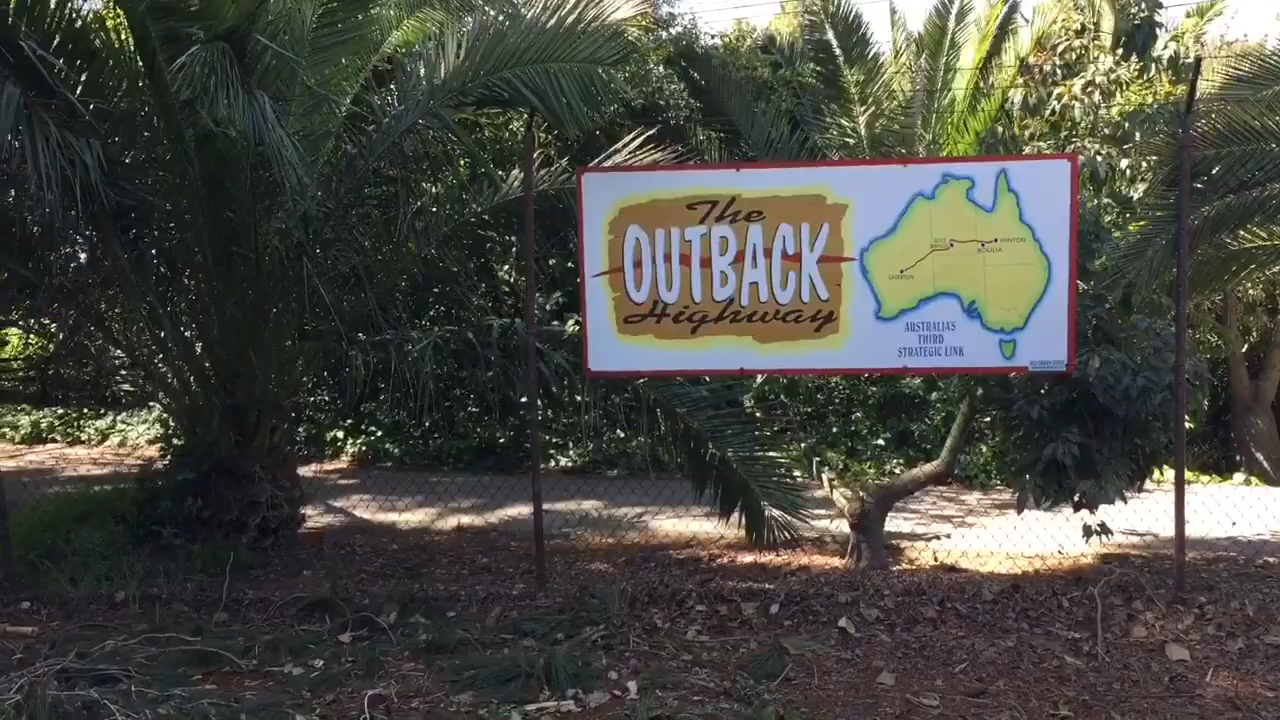 The
OUTBACK
Highway
LAVERTON
WINTON
BOULIA
AUSTRALIA'S
THIRD
STRATEGIC LINK